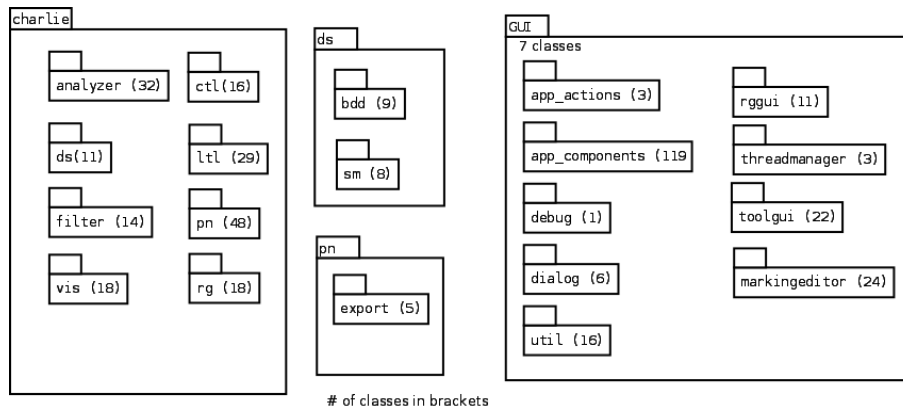 charlie
analyzer (32)
ctl(16)
ds(11)
ltl (29)
filter (14)
pn (48)
vis (18)
rg (18)
ds
bdd (9)
sm (8)
pn
export (5)
GUI
7 classes
app_actions (3)
rggui (11)
app_components (119
threadmanager (3)
debug (1)
toolgui (22)
dialog (6)
markingeditor (24)
util (16)
# of classes in brackets